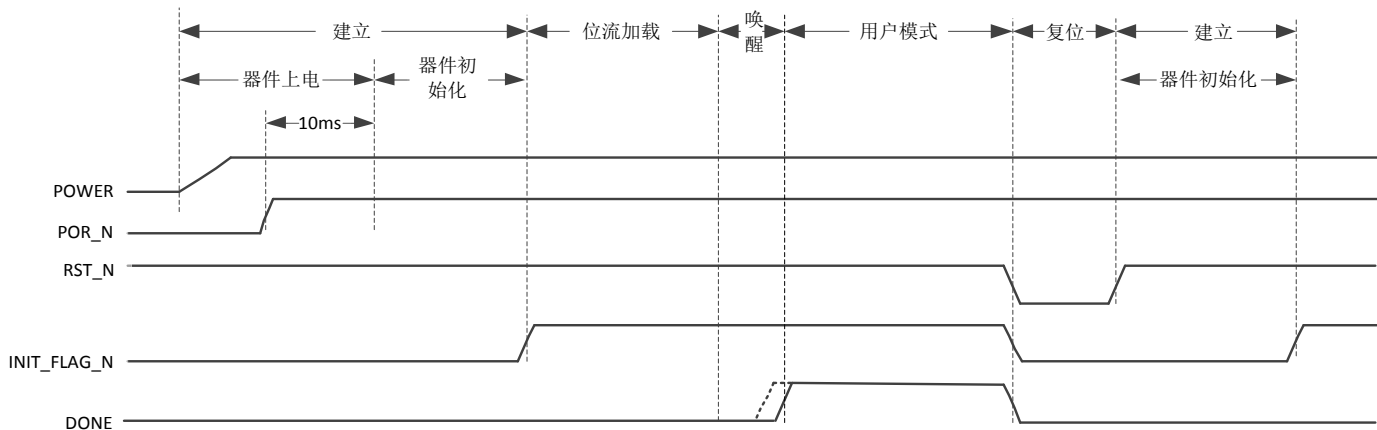 建立
位流加载
唤
醒
用户模式
复位
建立
器件上电
器件初
始化
器件初始化
10ms
POWER
POR_N
RST_N
INIT_FLAG_N
DONE